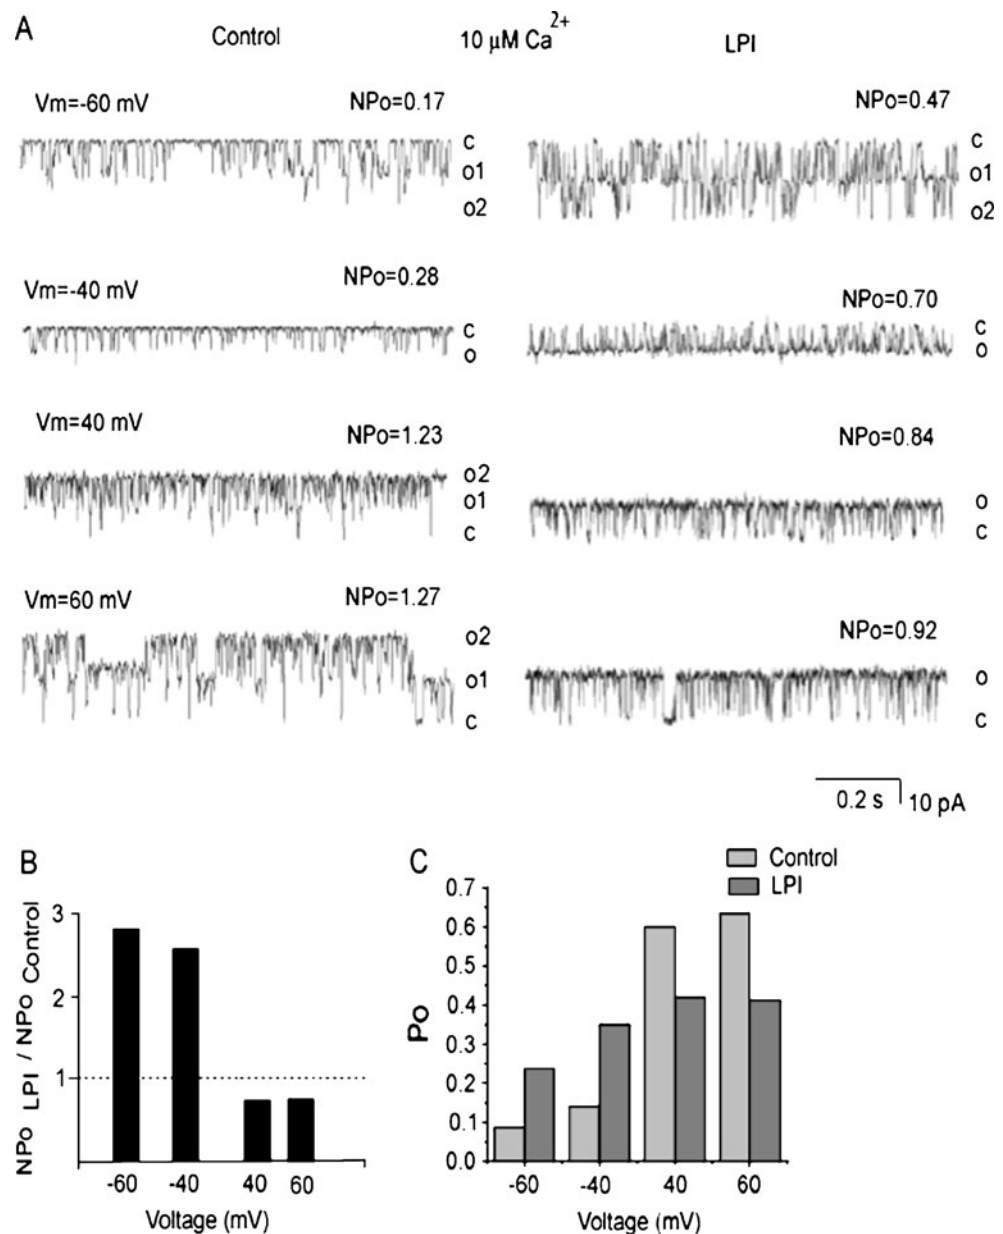 A
Control
10 µM Ca2+
LPI
Vm=-60 mV
NPo=0.17
c
o1
o2
NPo=0.47
c
o1
o2
Vm=-40 mV
NPo=0.28
c
o
NPo=0.70
c
o
Vm=40 mV
NPo=1.23
o2
o1
c
NPo=0.84
o
c
Vm=60 mV
NPo=1.27
o2
o1
c
NPo=0.92
o
c
0.2 s
10 pA
B
NPo LPI / NPo Control
3
2
1
-60
-40
40
60
Voltage (mV)
C
Control
LPI
Po
0.7
0.6
0.5
0.4
0.3
0.2
0.1
0.0
-60
-40
40
60
Voltage (mV)